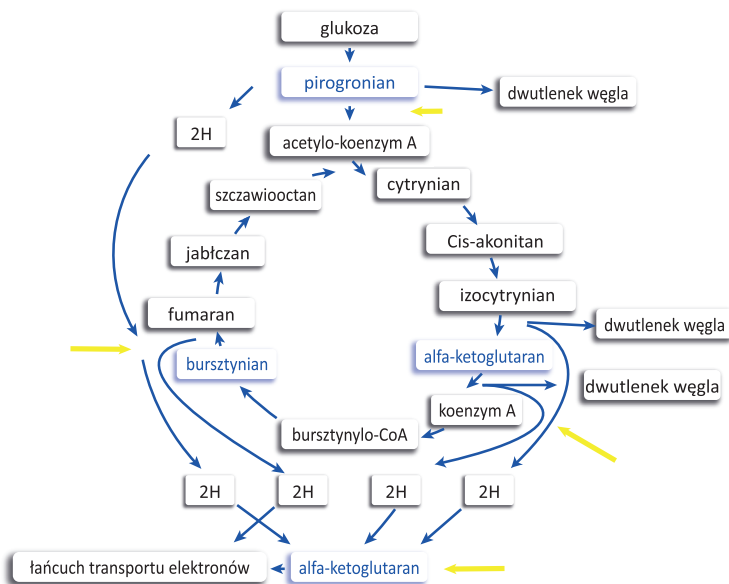 glukoza
pirogronian
dwutlenek węgla
2H
acetylo-koenzym A
cytrynian
szczawiooctan
Cis-akonitan
jabłczan
izocytrynian
fumaran
dwutlenek węgla
bursztynian
alfa-ketoglutaran
dwutlenek węgla
koenzym A
bursztynylo-CoA
2H
2H
2H
2H
łańcuch transportu elektronów
alfa-ketoglutaran